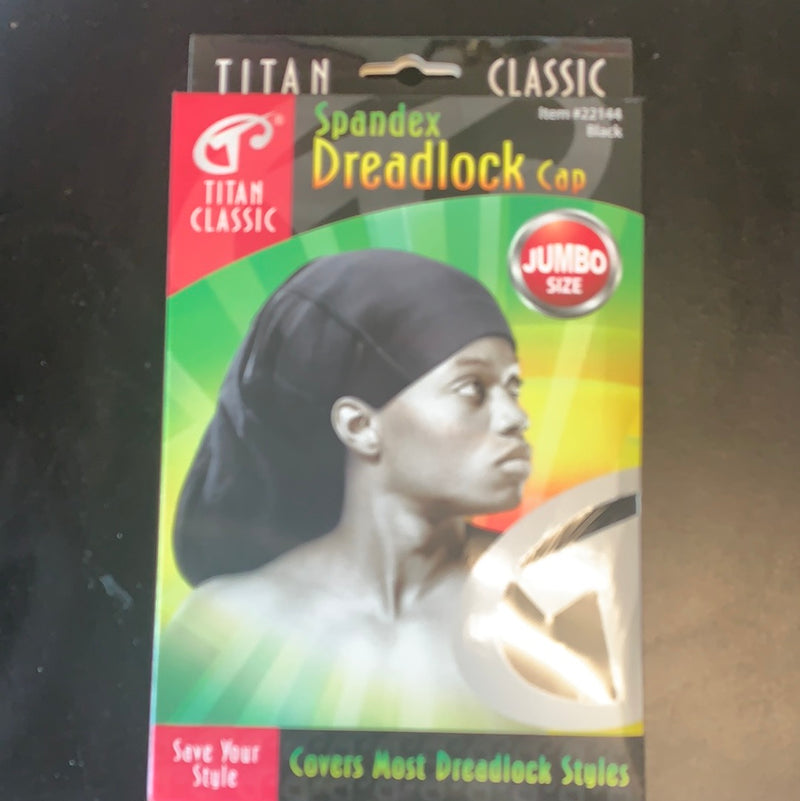 TITAN CLASSIC
Spandex
Item #22144
Black
Dreadlock Cap
®
TITAN
CLASSIC
JUMBO
SIZE
Save Your
Style
Covers Most Dreadlock Styles